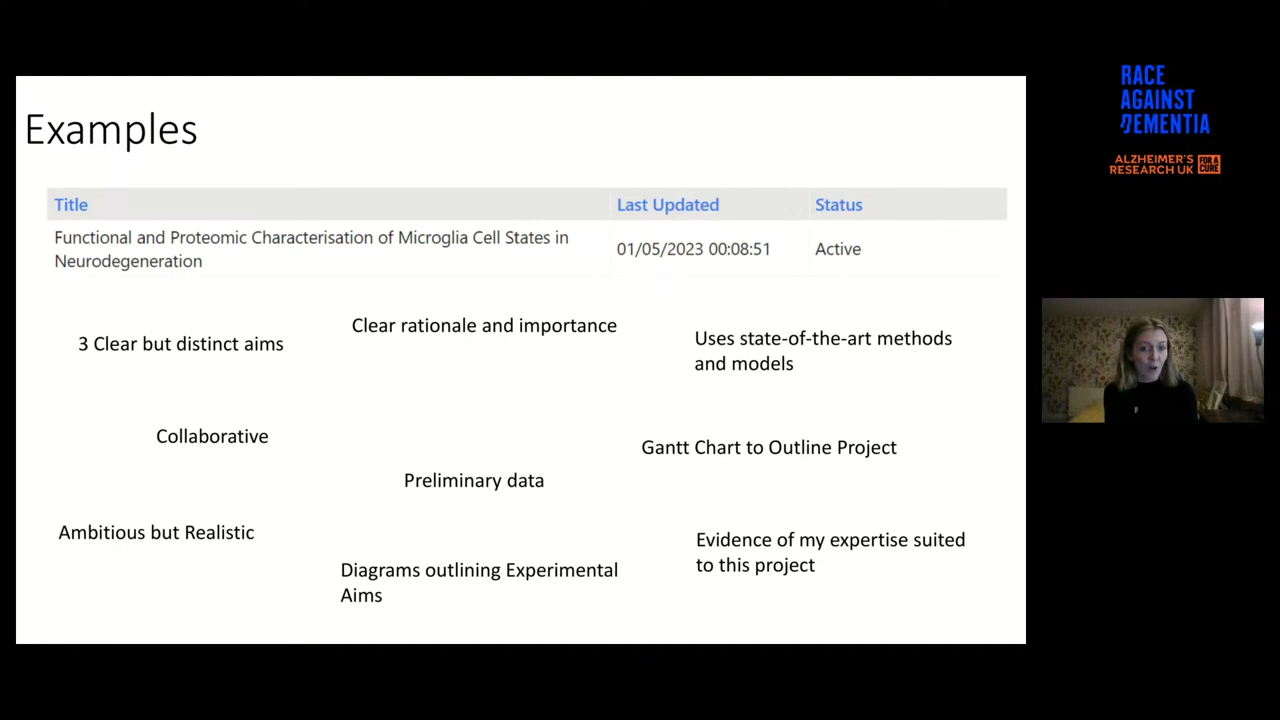 Examples
Title Last Updated Status
Functional and Proteomic Characterisation of Microglia Cell States in
Neurodegeneration
01/05/2023 00:08:51 Active
3 Clear but distinct aims
Clear rationale and importance
Uses state-of-the-art methods
and models
Collaborative
Preliminary data
Gantt Chart to Outline Project
Ambitious but Realistic
Diagrams outlining Experimental
Aims
Evidence of my expertise suited
to this project
RACE
AGAINST
DEMENTIA
ALZHEIMER'S
RESEARCH UK
FOR A
CURE